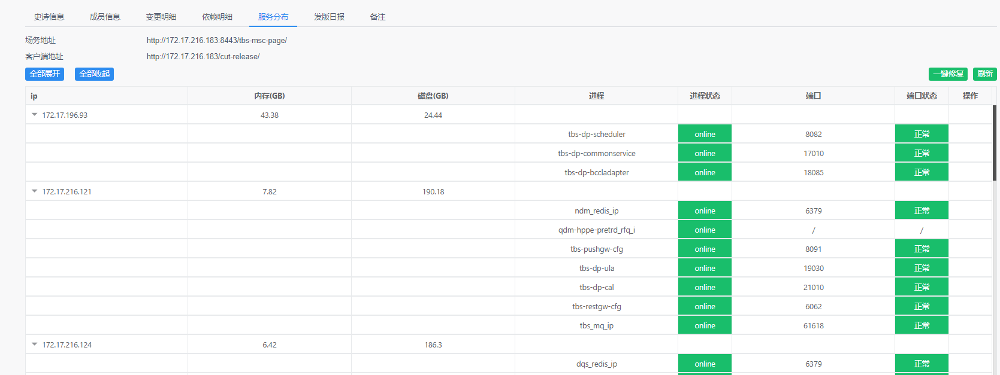 史诗信息 成员信息 变更明细 依赖明细 服务分布 发版日报 备注
场务地址 http://172.17.216.183:8443/tbs-msc-page/
客户端地址 http://172.17.216.183/cut-release/
全部展开 全部收起 一键修复 刷新
ip 内存(GB) 磁盘(GB) 进程 进程状态 端口 端口状态 操作
172.17.196.93 43.38 24.44
tbs-dp-scheduler online 8082 正常
tbs-dp-commonservice online 17010 正常
tbs-dp-bccladapter online 18085 正常
172.17.216.121 7.82 190.18
ndm_redis_ip online 6379 正常
qdm-hppe-pretrd_rfq_i online / /
tbs-pushgw-cfg online 8091 正常
tbs-dp-ula online 19030 正常
tbs-dp-cal online 21010 正常
tbs-restgw-cfg online 6062 正常
tbs_mq_ip online 61618 正常
172.17.216.124 6.42 186.3
dqs_redis_ip online 6379 正常